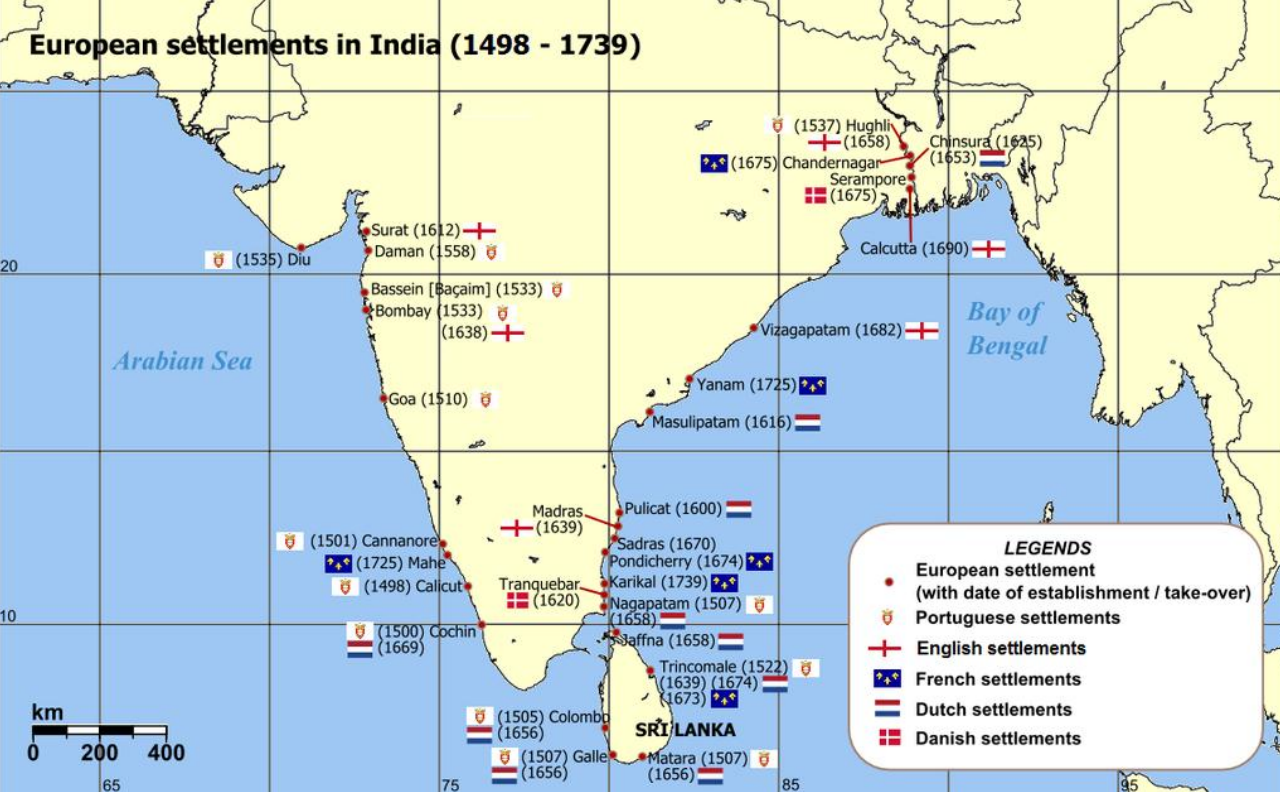 European settlements in India (1498 - 1739)
(1537) Hughli
(1658)
Chinsura (1625)
(1653)
(1675) Chandernagar
Serampore
(1675)
Calcutta (1690)
Surat (1612)
Daman (1558)
(1535) Diu
20
Bassein [Baçaim] (1533)
Bombay (1533)
(1638)
Bay of
Bengal
Vizagapatam (1682)
Arabian Sea
Yanam (1725)
Goa (1510)
Masulipatam (1616)
Pulicat (1600)
Madras
(1639)
(1501) Cannanore
Sadras (1670)
(1725) Mahe
Pondicherry (1674)
(1498) Calicut
Tranquebar
(1620)
Karikal (1739)
Nagapatam (1507)
(1658)
10
(1500) Cochin
(1669)
Jaffna (1658)
Trincomale (1522)
(1639) (1674)
(1673)
(1505) Colombo
(1656)
SRI LANKA
(1507) Galle
(1656)
Matara (1507)
(1656)
LEGENDS
European settlement
(with date of establishment / take-over)
Portuguese settlements
English settlements
French settlements
Dutch settlements
Danish settlements
km
0 200 400
65 75 85 95